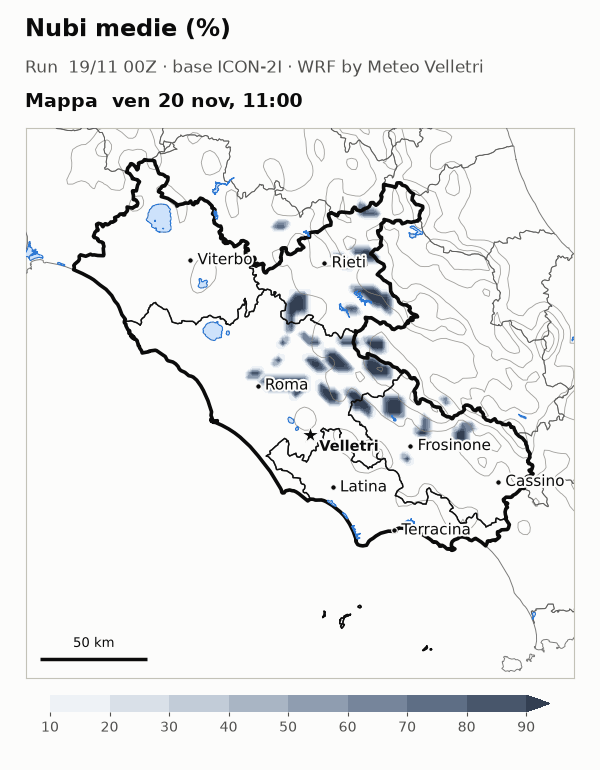 Nubi medie (%)
Run  19/11 00Z · base ICON-2I · WRF by Meteo Velletri
Mappa  ven 20 nov, 11:00
Viterbo
Rieti
Roma
Velletri
Frosinone
Cassino
Latina
Terracina
50 km
10 20 30 40 50 60 70 80 90